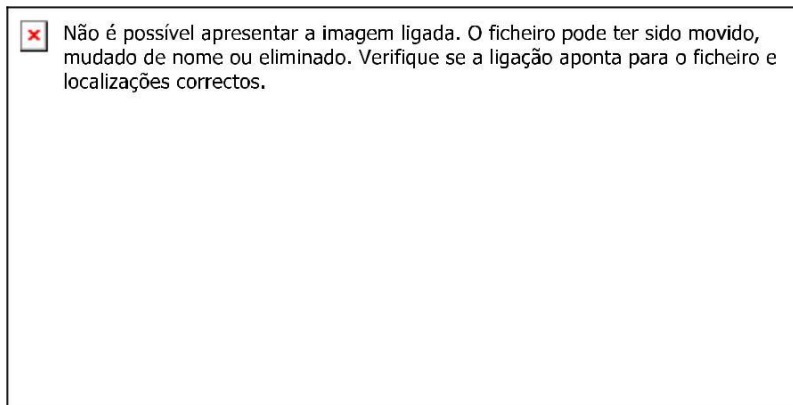 Não é possível apresentar a imagem ligada. O ficheiro pode ter sido movido,
mudado de nome ou eliminado. Verifique se a ligação aponta para o ficheiro e
localizações correctos.